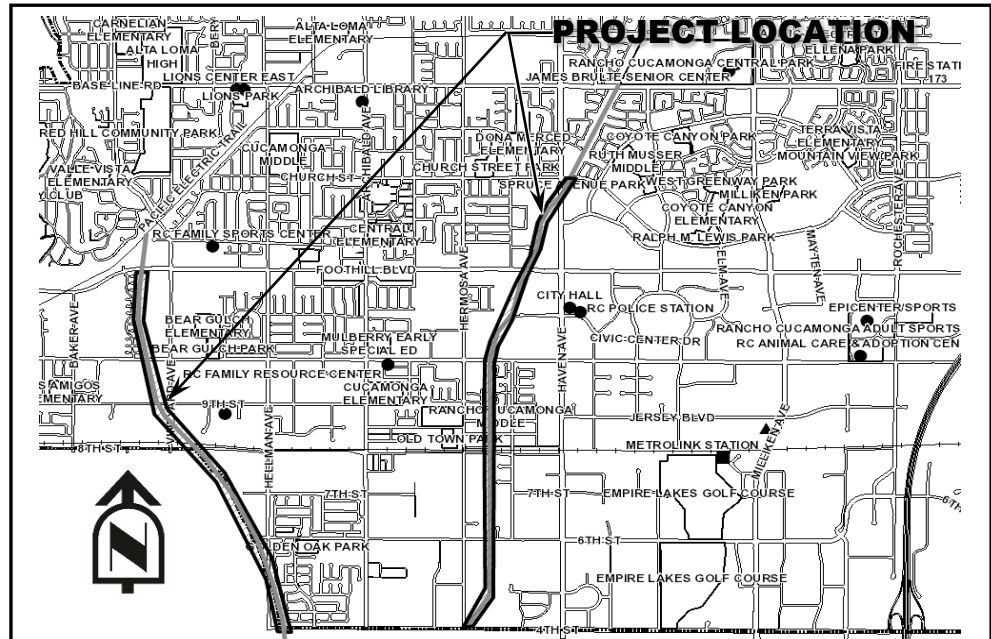 PROJECT LOCATION
CARNELIAN
ELEMENTARY
ALTA LOMA
HIGH
ALTA LOMA
ELEMENTARY
LIONS CENTER EAST
BASE LINE RD
LIONS PARK
ARCHIBALD LIBRARY
RANCHO CUCAMONGA CENTRAL PARK
JAMES BRULTE SENIOR CENTER
ELLENA PARK
173
RED HILL COMMUNITY PARK
PACIFIC ELECTRIC TRAIL
CUCAMONGA
MIDDLE
CHURCH ST
DONA MERCED
ELEMENTARY
CHURCH STREET PARK
COYOTE CANYON PARK
RUTH MUSSER
MIDDLE
TERRA VISTA
ELEMENTARY
MOUNTAIN VIEW PARK
VALLE VISTA
ELEMENTARY
WEST GREENWAY PARK
MILLIKEN PARK
COYOTE CANYON
ELEMENTARY
RALPH M. LEWIS PARK
ROCHESTER AVE
RC FAMILY SPORTS CENTER
CENTRAL
ELEMENTARY
FOOTHILL BLVD
HERMOSA AVE
ELM AVE
MAYTEN AVE
BAKER AVE
BEAR GULCH
ELEMENTARY
BEAR GULCH PARK
MULBERRY EARLY
SPECIAL ED
CITY HALL
RC POLICE STATION
CIVIC CENTER DR
HAVEN AVE
EPICENTER/SPORTS
RANCHO CUCAMONGA ADULT SPORTS
RC ANIMAL CARE & ADOPTION CEN
RC FAMILY RESOURCE CENTER
CUCAMONGA
ELEMENTARY
9TH ST
RANCHO CUCAMONGA
MIDDLE
OLD TOWN PARK
JERSEY BLVD
METROLINK STATION
MILLIKEN AVE
8TH ST
HELLMAN AVE
7TH ST
7TH ST
EMPIRE LAKES GOLF COURSE
6TH ST
OAK PARK
EMPIRE LAKES GOLF COURSE
4TH ST
N